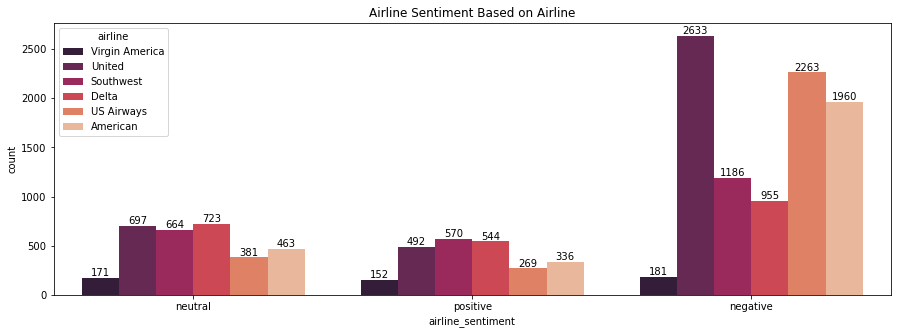 Airline Sentiment Based on Airline
airline
Virgin America
United
Southwest
Delta
US Airways
American
count
2500
2000
1500
1000
500
0
171
697
664
723
381
463
152
492
570
544
269
336
181
2633
1186
955
2263
1960
neutral
positive
negative
airline_sentiment